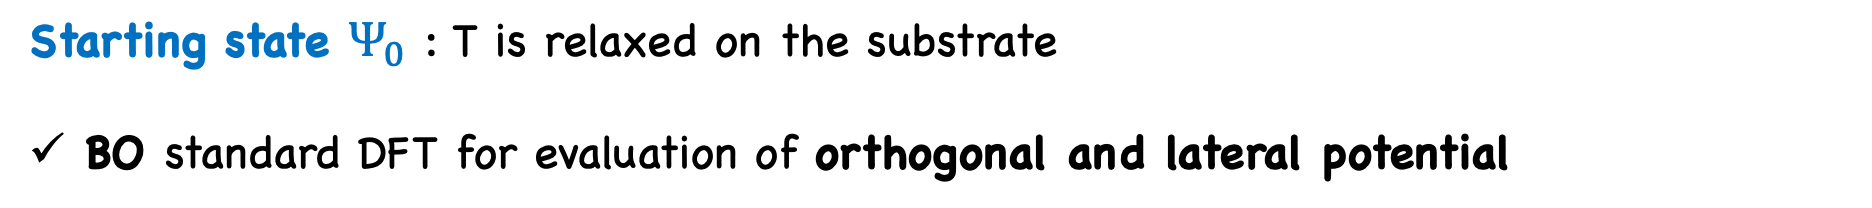 Starting state Ψ₀ : T is relaxed on the substrate
✓ BO standard DFT for evaluation of orthogonal and lateral potential